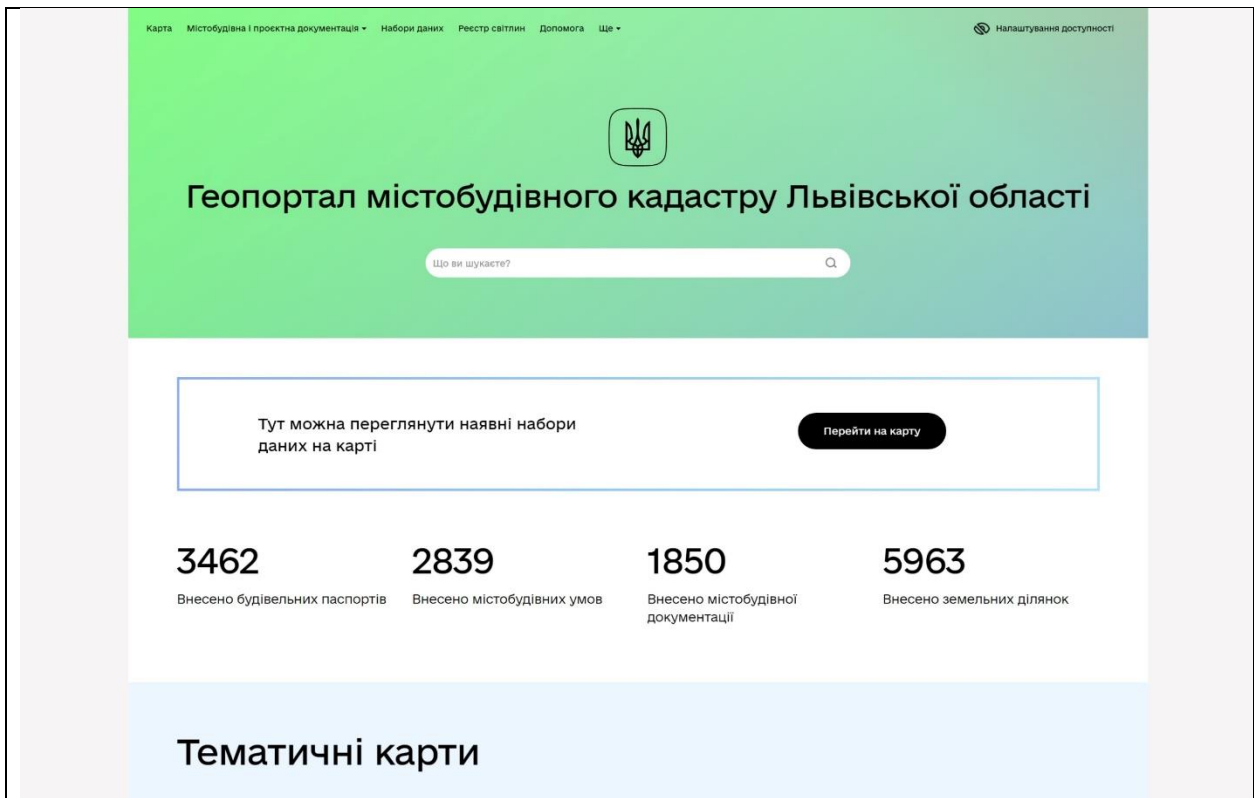 Карта Містобудівна і проєктна документація Набори даних Реєстр світлин Допомога Ще Налаштування доступності
Геопортал містобудівного кадастру Львівської області
Що ви шукаєте?
Тут можна переглянути наявні набори
даних на карті
Перейти на карту
3462 2839 1850 5963
Внесено будівельних паспортів Внесено містобудівних умов Внесено містобудівної Внесено земельних ділянок
документації
Тематичні карти